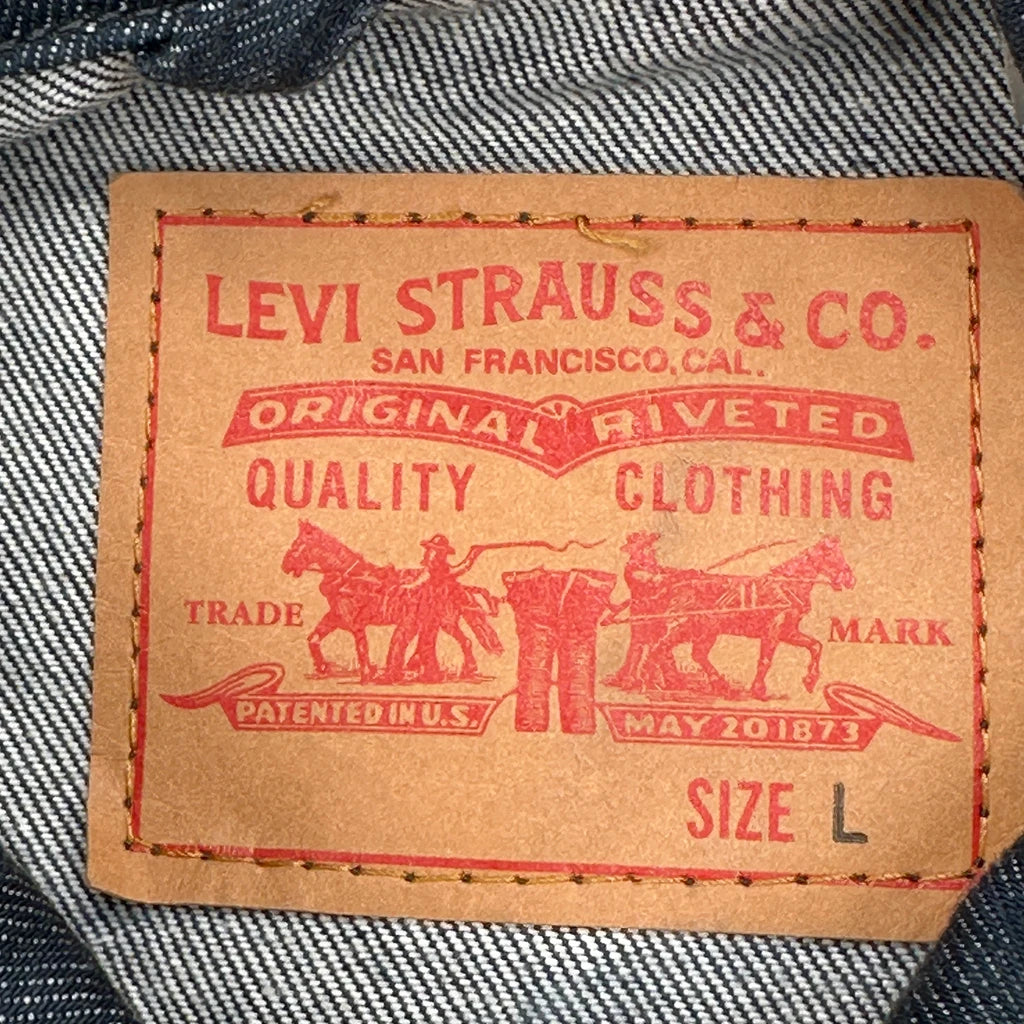 LEVI STRAUSS & CO.
SAN FRANCISCO, CAL.
ORIGINAL RIVETED
QUALITY CLOTHING
TRADE MARK
PATENTED IN U.S. MAY 20 1873
SIZE L